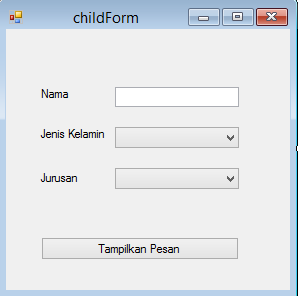 childForm
Nama
Jenis Kelamin
Jurusan
Tampilkan Pesan